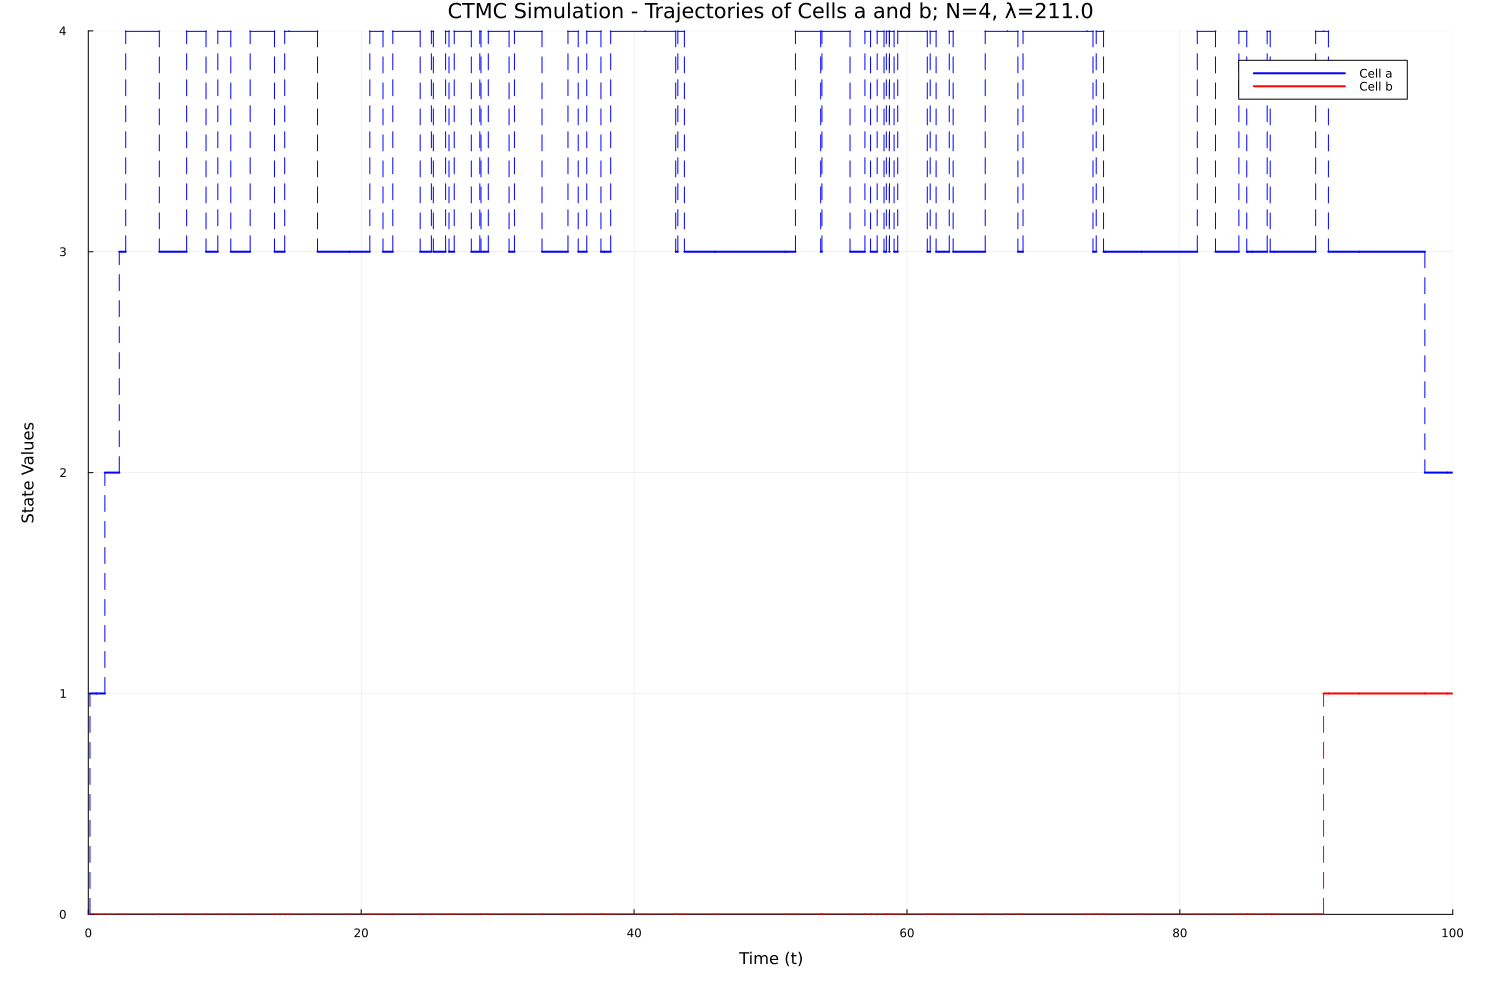 CTMC Simulation - Trajectories of Cells a and b; N=4, λ=211.0
4
Cell a
Cell b
3
State Values
2
1
0
0 20 40 60 80 100
Time (t)